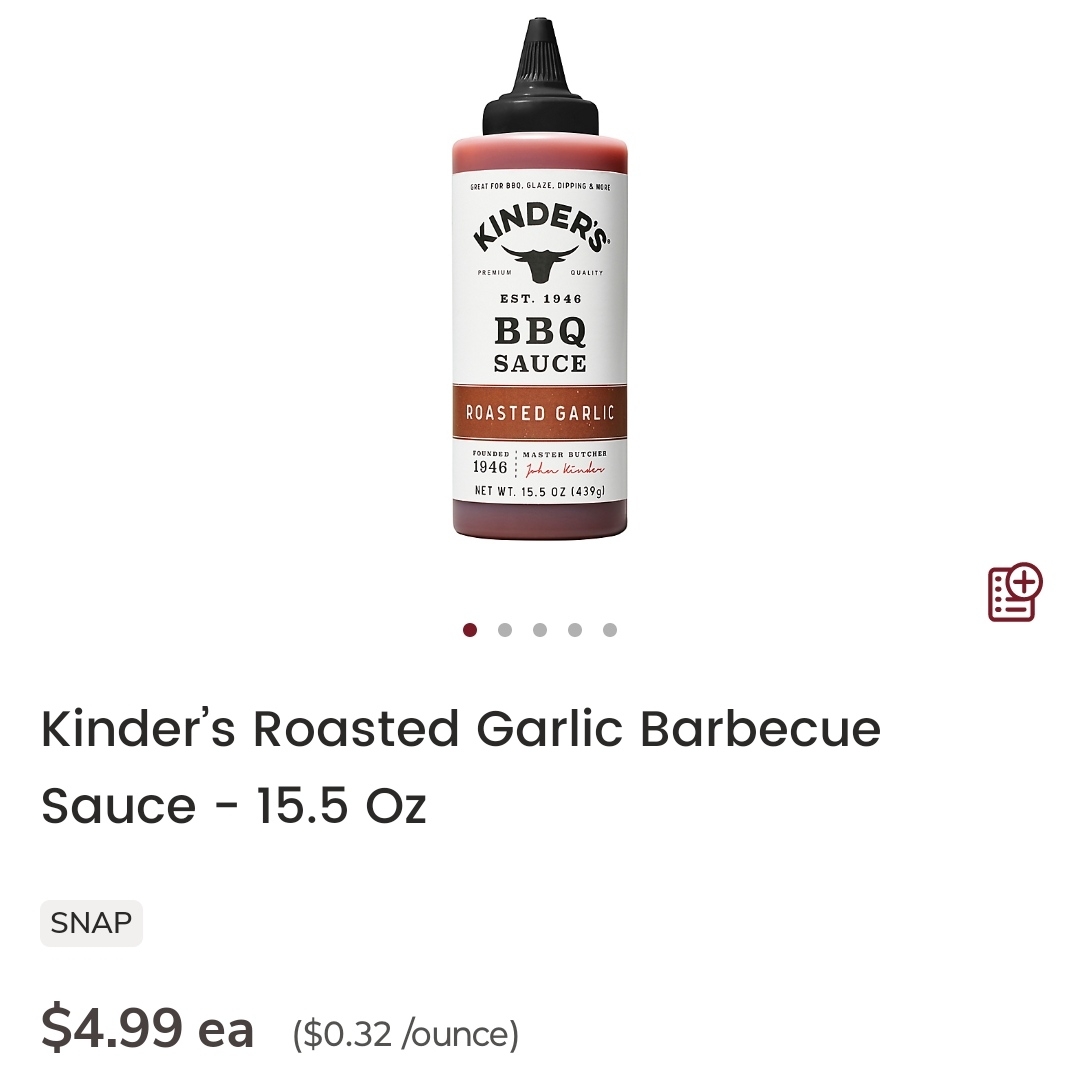 GREAT FOR BBQ, GLAZE, DIPPING & MORE
KINDER'S®
PREMIUM QUALITY
EST. 1946
BBQ
SAUCE
ROASTED GARLIC
FOUNDED MASTER BUTCHER
1946 John Kinder
NET WT. 15.5 OZ (439g)
Kinder’s Roasted Garlic Barbecue
Sauce - 15.5 Oz
SNAP
$4.99 ea ($0.32 /ounce)